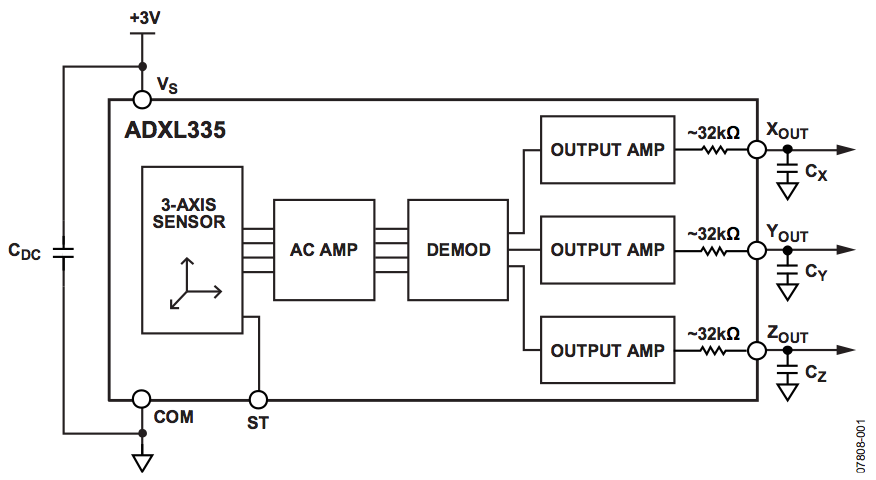 +3V
VS
ADXL335
3-AXIS
SENSOR
AC AMP
DEMOD
OUTPUT AMP
~32kΩ
XOUT
CX
OUTPUT AMP
~32kΩ
YOUT
CY
OUTPUT AMP
~32kΩ
ZOUT
CZ
CDC
COM
ST
07808-001